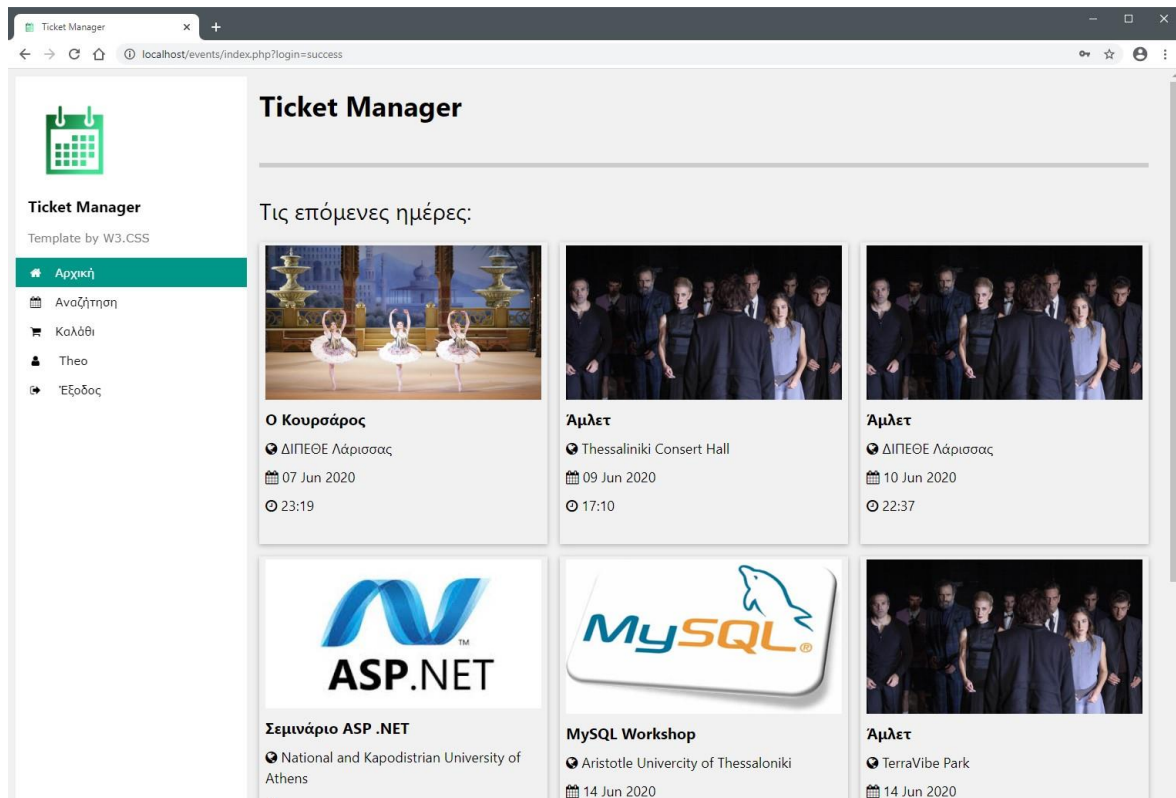 Ticket Manager
localhost/events/index.php?login=success
Ticket Manager
Template by W3.CSS
Αρχική
Αναζήτηση
Καλάθι
Theo
Έξοδος
Ticket Manager
Τις επόμενες ημέρες:
Ο Κουρσάρος
ΔΙΠΕΘΕ Λάρισσας
07 Jun 2020
23:19
Άμλετ
Thessaliniki Consert Hall
09 Jun 2020
17:10
Άμλετ
ΔΙΠΕΘΕ Λάρισσας
10 Jun 2020
22:37
TM
ASP.NET
Σεμινάριο ASP .NET
National and Kapodistrian University of
Athens
MySQL®
MySQL Workshop
Aristotle Univercity of Thessaloniki
14 Jun 2020
Άμλετ
TerraVibe Park
14 Jun 2020